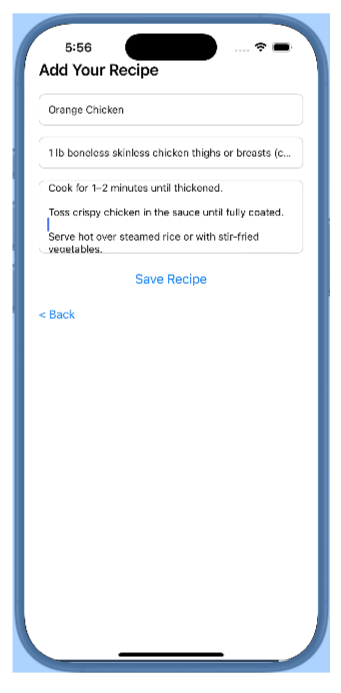 5:56
Add Your Recipe
Orange Chicken
1 lb boneless skinless chicken thighs or breasts (c...
Cook for 1–2 minutes until thickened.
Toss crispy chicken in the sauce until fully coated.
Serve hot over steamed rice or with stir-fried
vegetables.
Save Recipe
< Back